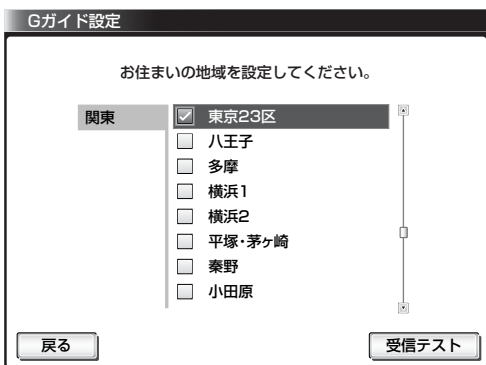 Gガイド設定
お住まいの地域を設定してください。
関東
東京23区
八王子
多摩
横浜1
横浜2
平塚・茅ヶ崎
秦野
小田原
戻る
受信テスト